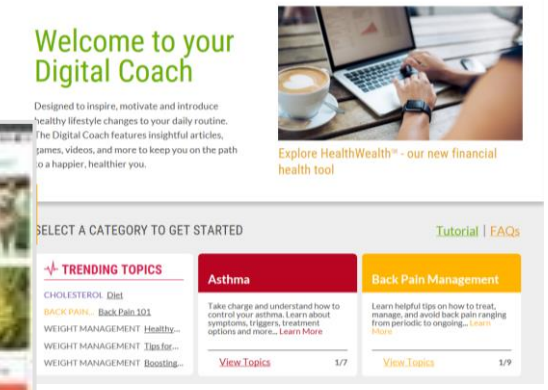 Welcome to your
Digital Coach
Designed to inspire, motivate and introduce
healthy lifestyle changes to your daily routine.
The Digital Coach features insightful articles,
games, videos, and more to keep you on the path
to a happier, healthier you.
Explore HealthWealth℠ - our new financial
health tool
SELECT A CATEGORY TO GET STARTED
Tutorial | FAQs
TRENDING TOPICS
CHOLESTEROL Diet
BACK PAIN... Back Pain 101
WEIGHT MANAGEMENT Healthy...
WEIGHT MANAGEMENT Tips for...
WEIGHT MANAGEMENT Boosting...
Asthma
Take charge and understand how to
control your asthma. Learn about
symptoms, triggers, treatment
options and more... Learn More
View Topics 1/7
Back Pain Management
Learn helpful tips on how to treat,
manage, and avoid back pain ranging
from periodic to ongoing... Learn
More
View Topics 1/9